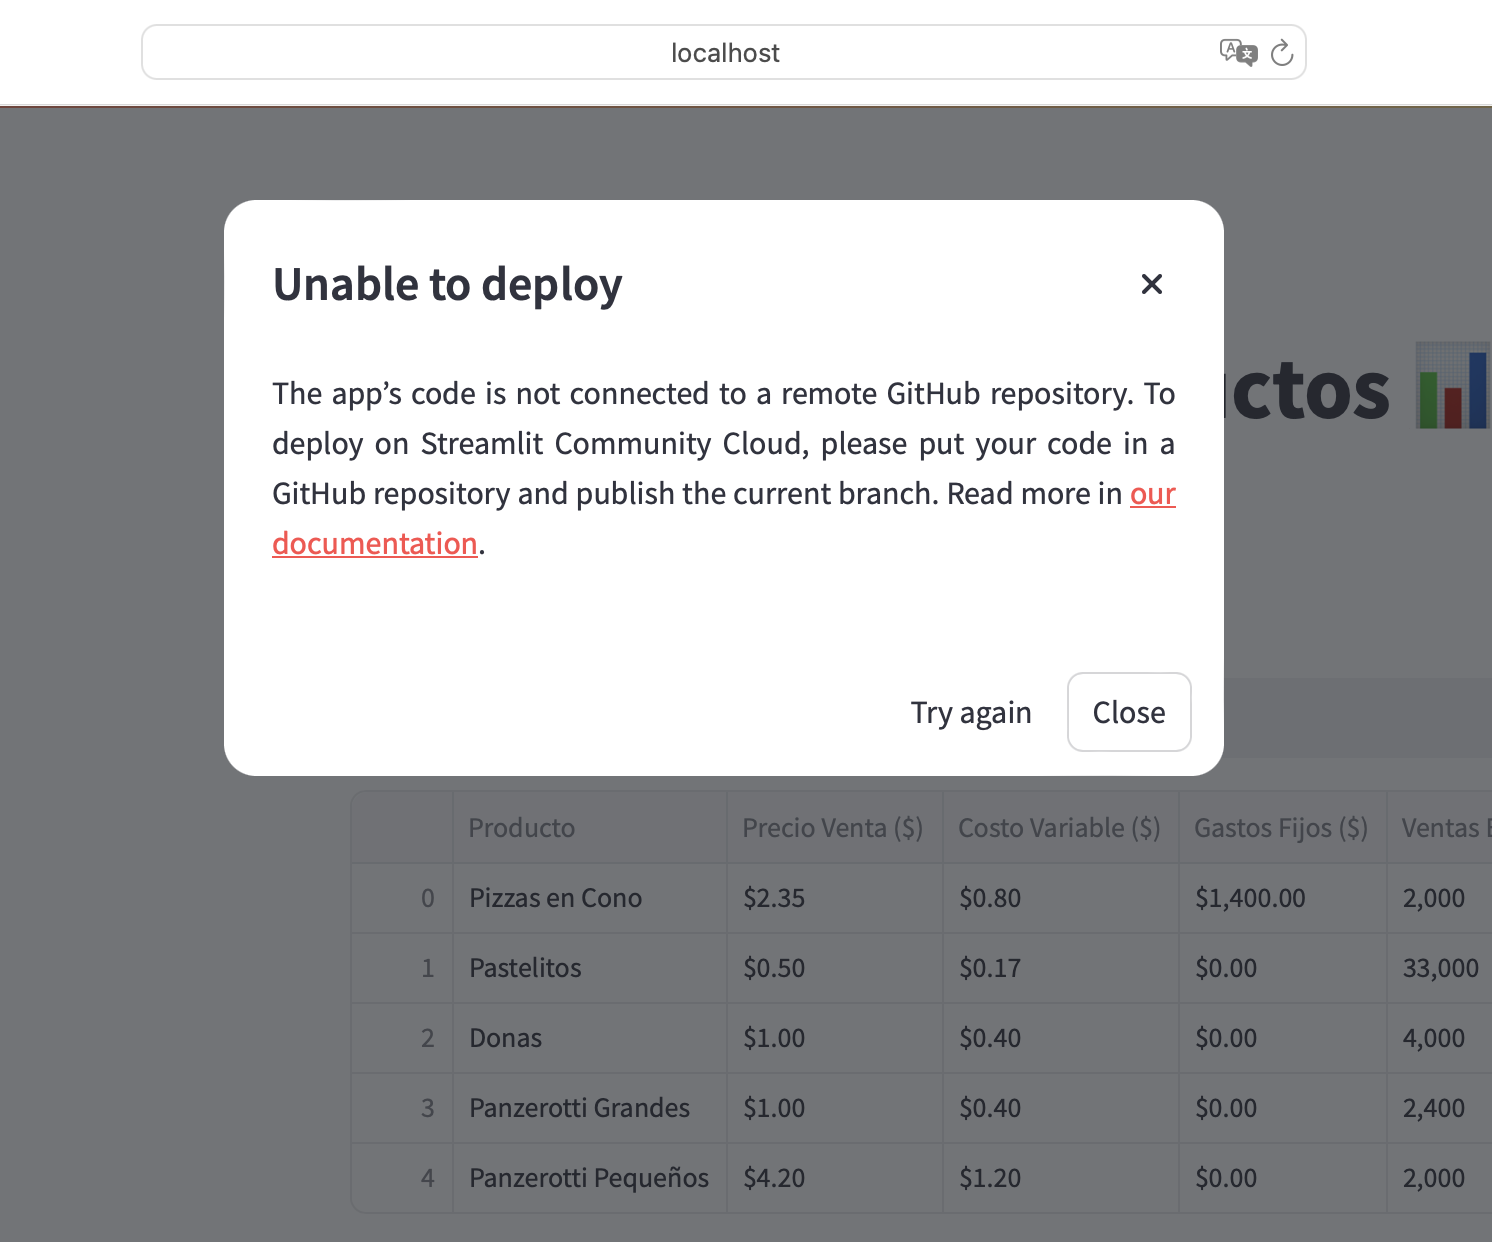 localhost
Unable to deploy
The app’s code is not connected to a remote GitHub repository. To
deploy on Streamlit Community Cloud, please put your code in a
GitHub repository and publish the current branch. Read more in our
documentation.
Try again Close
Producto Precio Venta ($) Costo Variable ($) Gastos Fijos ($) Ventas
0 Pizzas en Cono $2.35 $0.80 $1,400.00 2,000
1 Pastelitos $0.50 $0.17 $0.00 33,000
2 Donas $1.00 $0.40 $0.00 4,000
3 Panzerotti Grandes $1.00 $0.40 $0.00 2,400
4 Panzerotti Pequeños $4.20 $1.20 $0.00 2,000